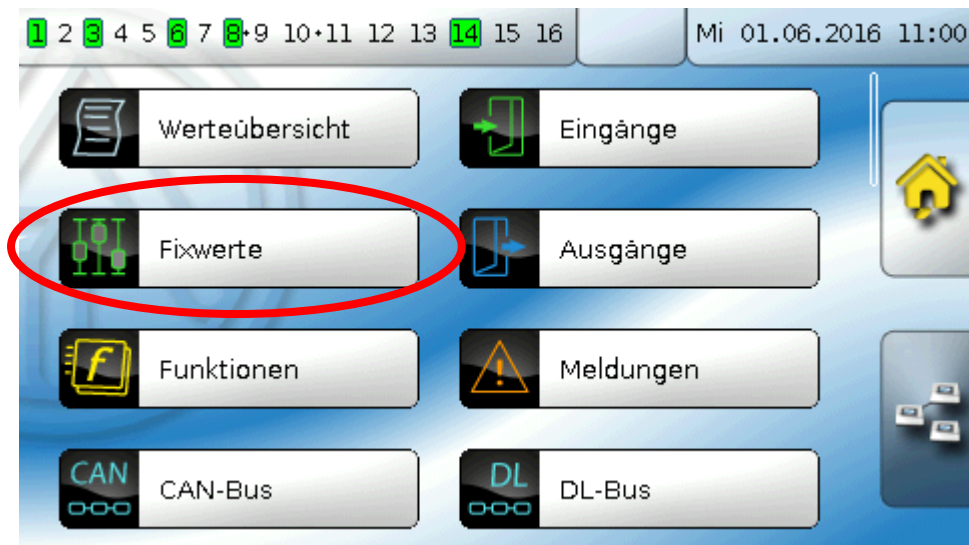 1 2 3 4 5 6 7 8•9 10•11 12 13 14 15 16 Mi 01.06.2016 11:00
Werteübersicht Eingänge
Fixwerte Ausgänge
f Funktionen Meldungen
CAN CAN-Bus DL DL-Bus